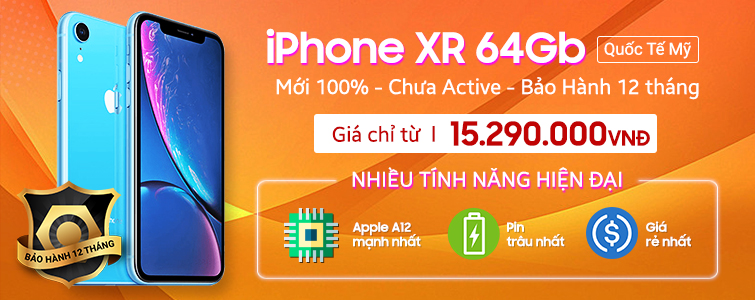 iPhone XR 64Gb
Quốc Tế Mỹ
Mới 100% - Chưa Active - Bảo Hành 12 tháng
Giá chỉ từ | 15.290.000VNĐ
NHIỀU TÍNH NĂNG HIỆN ĐẠI
Apple A12
mạnh nhất
Pin
trâu nhất
Giá
rẻ nhất
BẢO HÀNH 12 THÁNG